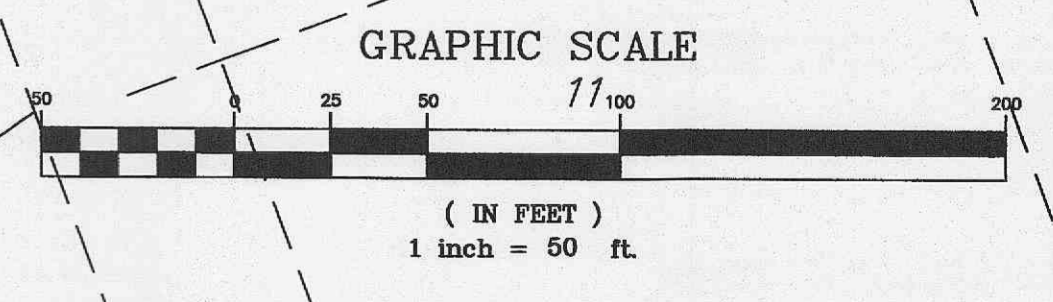 GRAPHIC SCALE
11
50 0 25 50 100 200
( IN FEET )
1 inch = 50 ft.